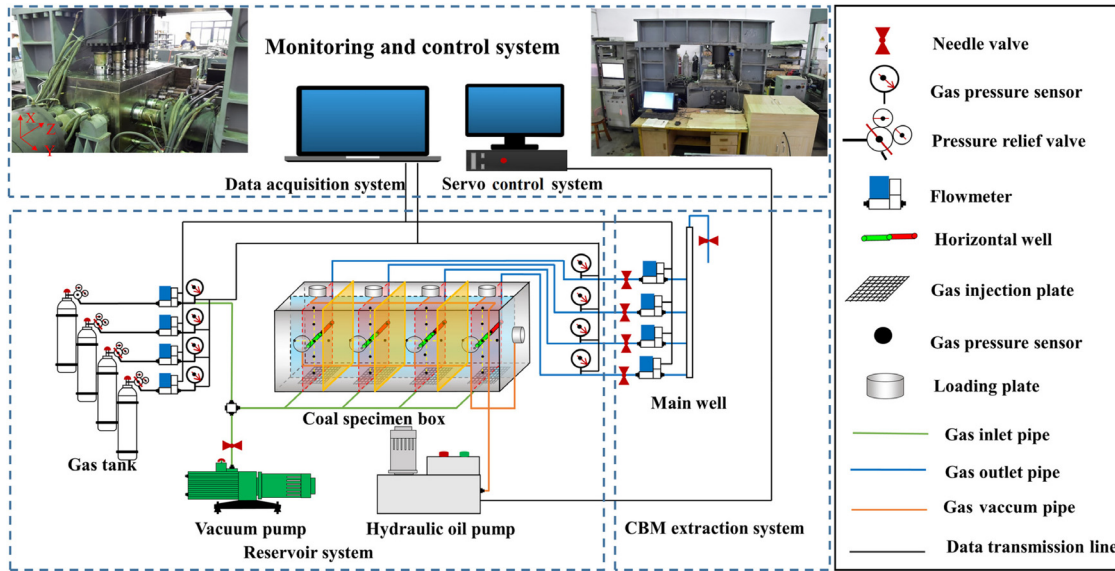 Monitoring and control system
X
Z
Y
Data acquisition system
Servo control system
Gas tank
Coal specimen box
Main well
Vacuum pump
Hydraulic oil pump
CBM extraction system
Reservoir system
Needle valve
Gas pressure sensor
Pressure relief valve
Flowmeter
Horizontal well
Gas injection plate
Gas pressure sensor
Loading plate
Gas inlet pipe
Gas outlet pipe
Gas vaccum pipe
Data transmission line